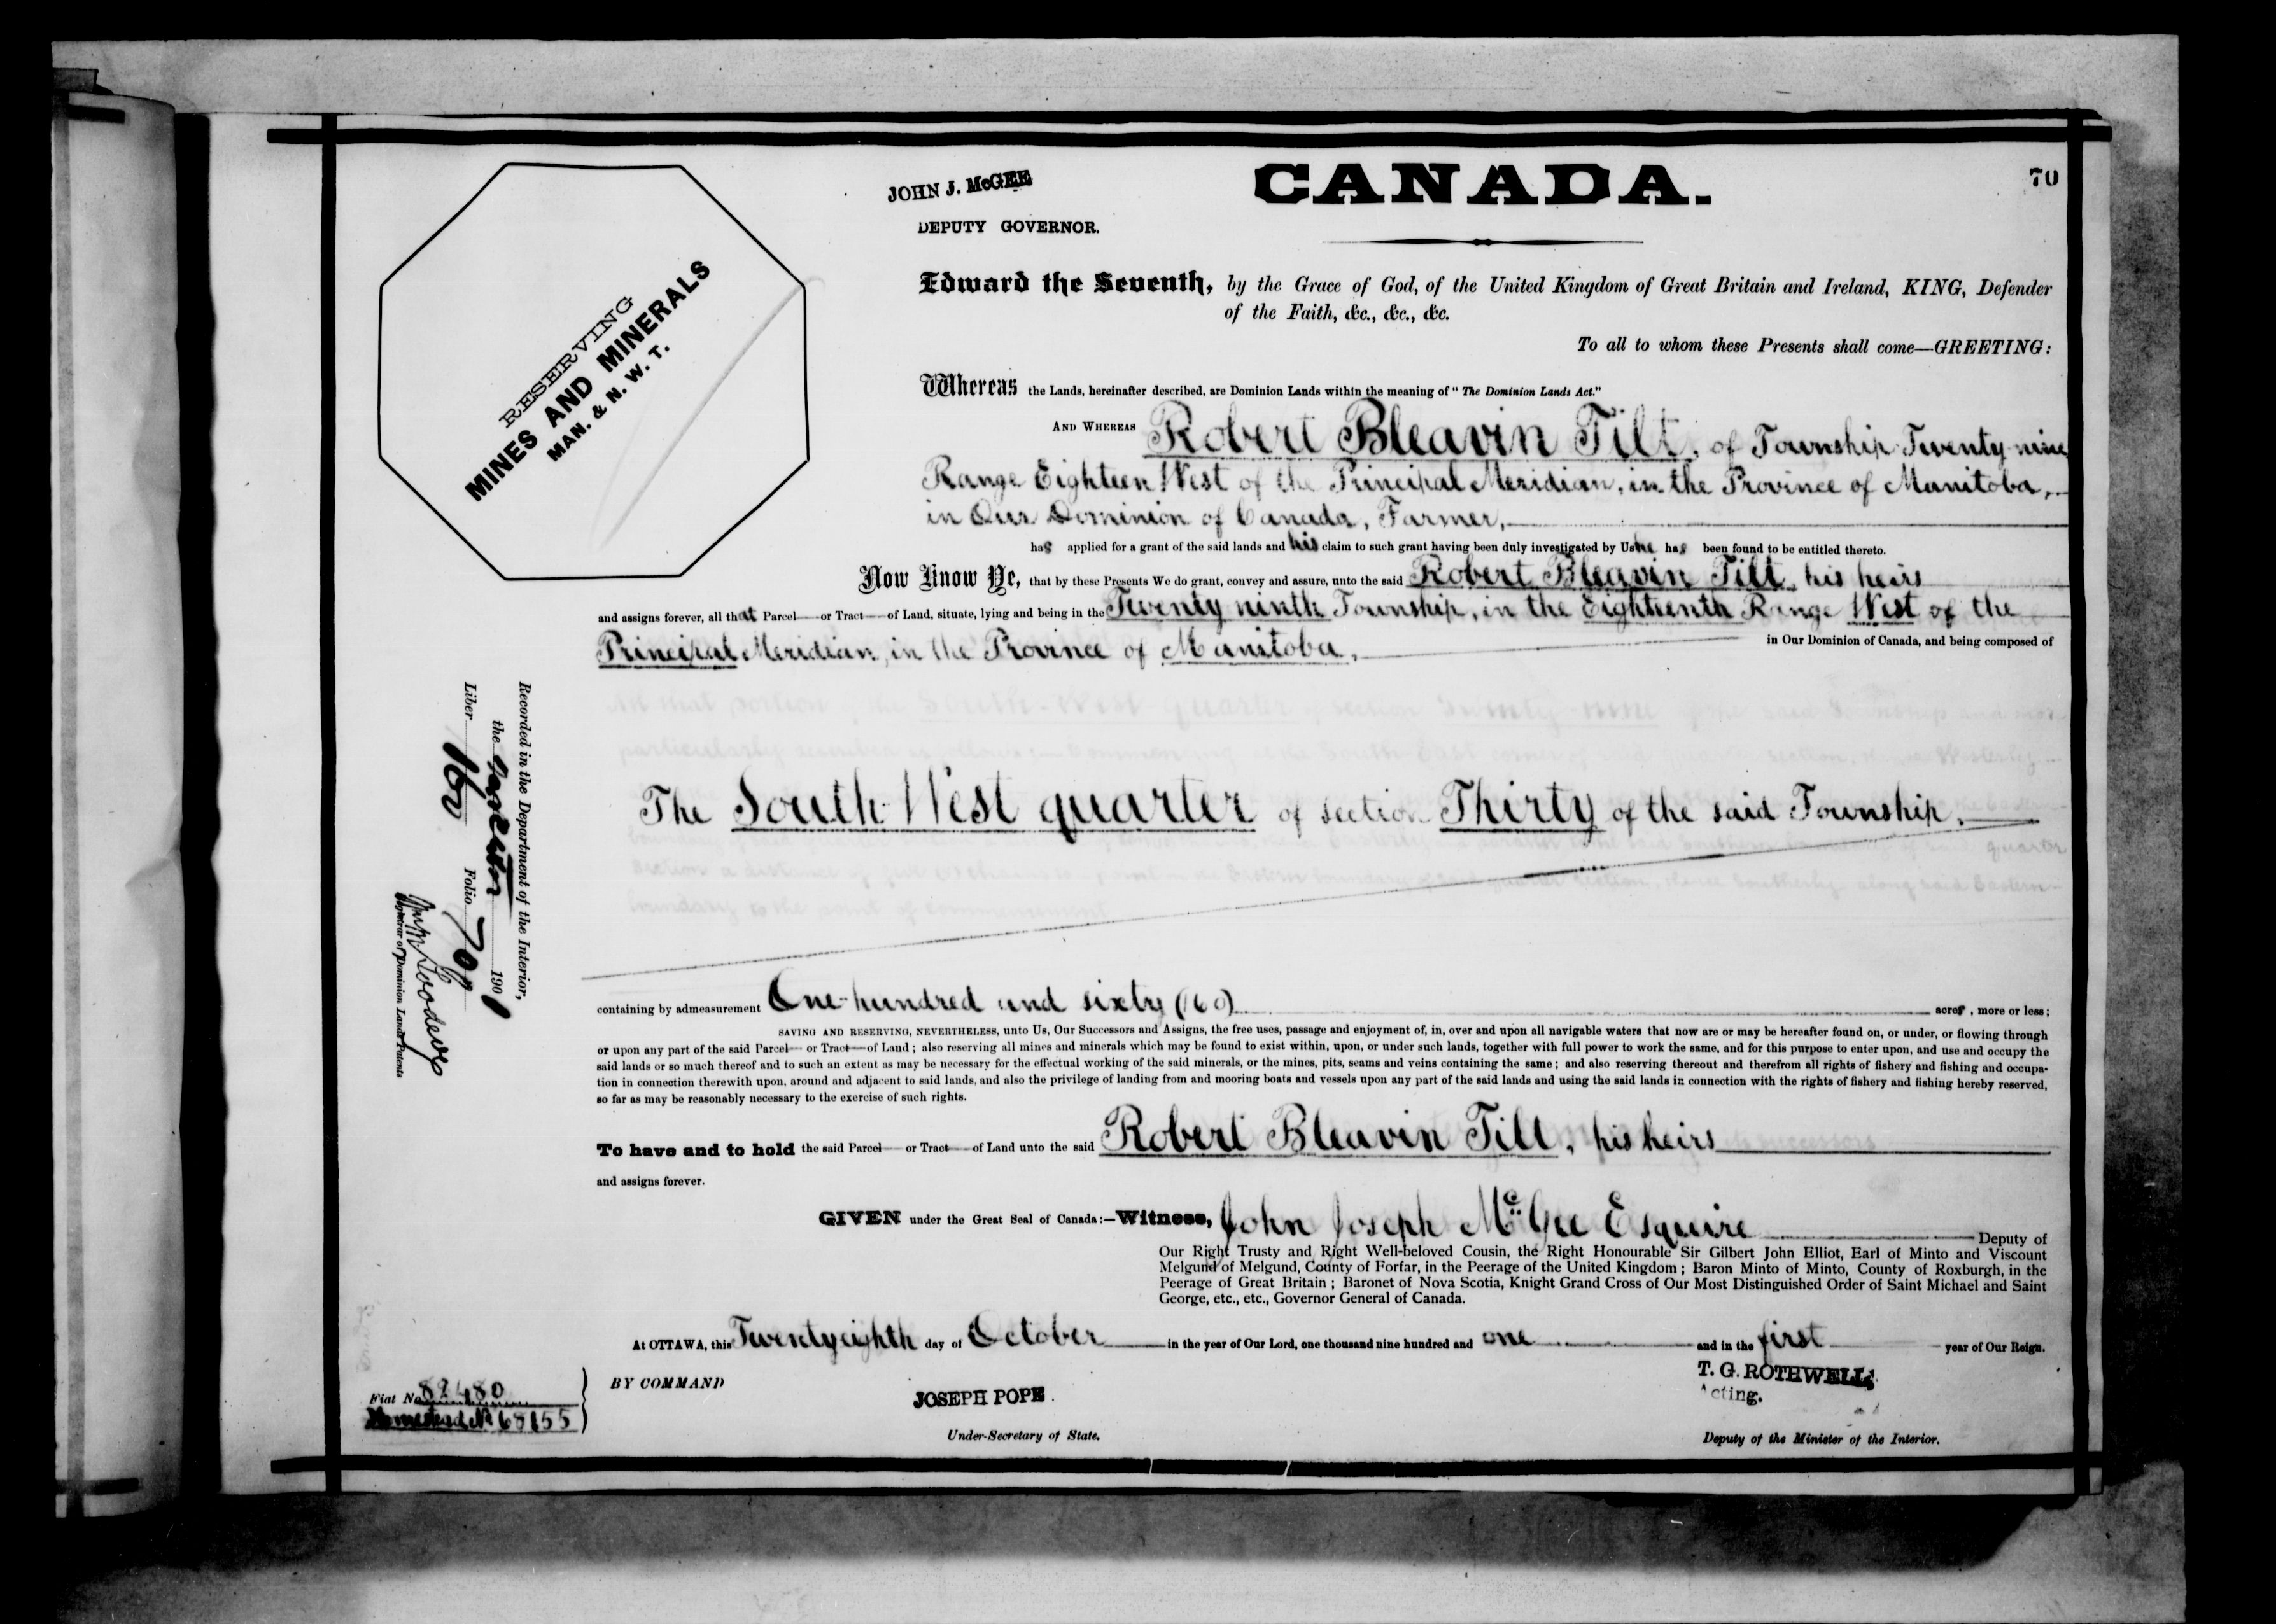 CANADA.
70
JOHN J. McGEE
DEPUTY GOVERNOR.
RESERVING
MINES AND MINERALS
MAN. & N. W. T.
Edward the Seventh, by the Grace of God, of the United Kingdom of Great Britain and Ireland, KING, Defender
of the Faith, &c., &c., &c.
To all to whom these Presents shall come—GREETING:
Whereas the Lands, hereinafter described, are Dominion Lands within the meaning of "The Dominion Lands Act."
AND WHEREAS Robert Bleavin Tilt, of Township Twenty-nine
Range Eighteen West of the Principal Meridian, in the Province of Manitoba,
in Our Dominion of Canada, Farmer,
has applied for a grant of the said lands and his claim to such grant having been duly investigated by Us he has been found to be entitled thereto.
Now Know Ye, that by these Presents We do grant, convey and assure, unto the said Robert Bleavin Tilt, his heirs
and assigns forever, all that Parcel or Tract of Land, situate, lying and being in the Twenty ninth Township, in the Eighteenth Range West of the
Principal Meridian, in the Province of Manitoba, in Our Dominion of Canada, and being composed of
The South West quarter of section Thirty of the said Township.
containing by admeasurement One hundred and sixty (160) acres, more or less;
SAVING AND RESERVING, NEVERTHELESS, unto Us, Our Successors and Assigns, the free uses, passage and enjoyment of, in, over and upon all navigable waters that now are or may be hereafter found on, or under, or flowing through
or upon any part of the said Parcel or Tract of Land; also reserving all mines and minerals which may be found to exist within, upon, or under such lands, together with full power to work the same, and for this purpose to enter upon, and use and occupy the
said lands or so much thereof and to such an extent as may be necessary for the effectual working of the said minerals, or the mines, pits, seams and veins containing the same; and also reserving thereout and therefrom all rights of fishery and fishing and occupa-
tion in connection therewith upon, around and adjacent to said lands, and also the privilege of landing from and mooring boats and vessels upon any part of the said lands and using the said lands in connection with the rights of fishery and fishing hereby reserved,
so far as may be reasonably necessary to the exercise of such rights.
To have and to hold the said Parcel or Tract of Land unto the said Robert Bleavin Tilt, his heirs
and assigns forever.
GIVEN under the Great Seal of Canada:—Witness, John Joseph McGee Esquire Deputy of
Our Right Trusty and Right Well-beloved Cousin, the Right Honourable Sir Gilbert John Elliot, Earl of Minto and Viscount
Melgund of Melgund, County of Forfar, in the Peerage of the United Kingdom; Baron Minto of Minto, County of Roxburgh, in the
Peerage of Great Britain; Baronet of Nova Scotia, Knight Grand Cross of Our Most Distinguished Order of Saint Michael and Saint
George, etc., etc., Governor General of Canada.
At OTTAWA, this Twenty eighth day of October in the year of Our Lord, one thousand nine hundred and one and in the first year of Our Reign.
BY COMMAND
JOSEPH POPE.
Under-Secretary of State.
T. G. ROTHWELL,
Acting.
Deputy of the Minister of the Interior.
Recorded in the Department of the Interior,
the 190
Liber 162 Folio 70
Registrar of Dominion Lands Patents
Fiat No 82480
Homestead No 68155